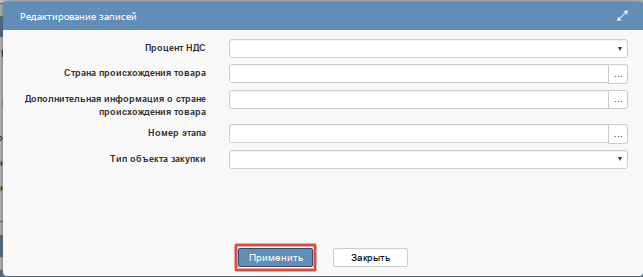 Редактирование записей
Процент НДС
Страна происхождения товара
...
Дополнительная информация о стране
происхождения товара
...
Номер этапа
...
Тип объекта закупки
Применить
Закрыть